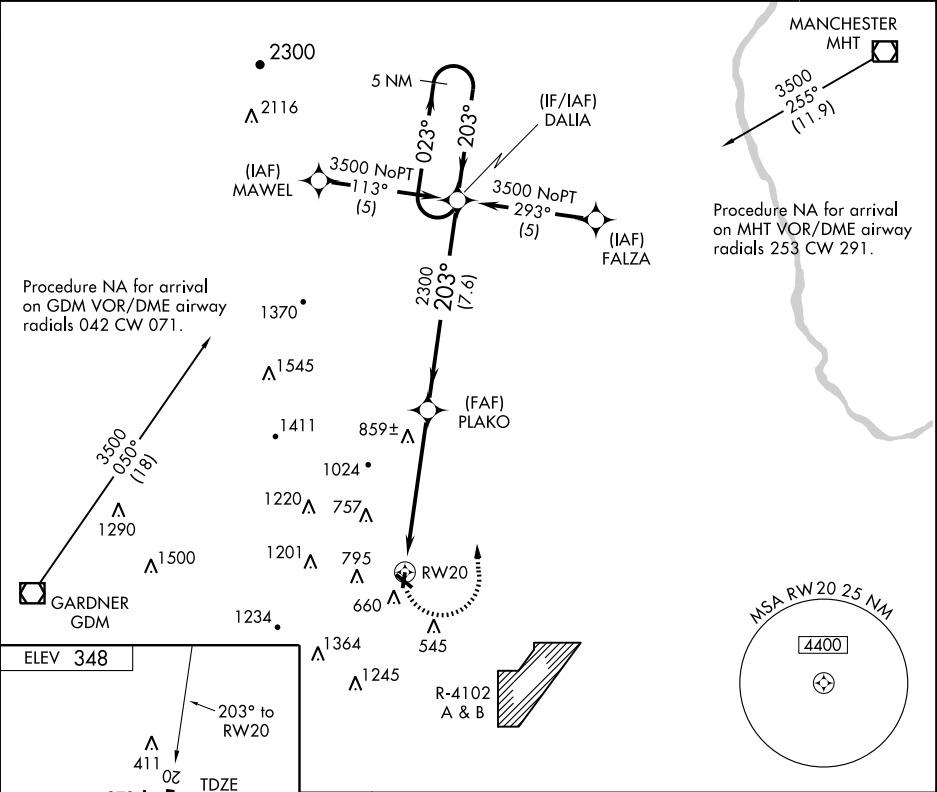 MANCHESTER
MHT
3500
255°
(11.9)
2300
2116
5 NM
023°
203°
(IF/IAF)
DALIA
(IAF)
MAWEL
3500 NoPT
113°
(5)
3500 NoPT
293°
(5)
(IAF)
FALZA
Procedure NA for arrival
on MHT VOR/DME airway
radials 253 CW 291.
2300
203°
(7.6)
Procedure NA for arrival
on GDM VOR/DME airway
radials 042 CW 071.
1370
1545
1411
(FAF)
PLAKO
859±
1024
3500
050°
(18)
1220
757
1290
1500
1201
795
RW20
660
GARDNER
GDM
1234
545
1364
1245
R-4102
A & B
MSA RW20 25 NM
4400
ELEV 348
203° to
RW20
411
20
TDZE